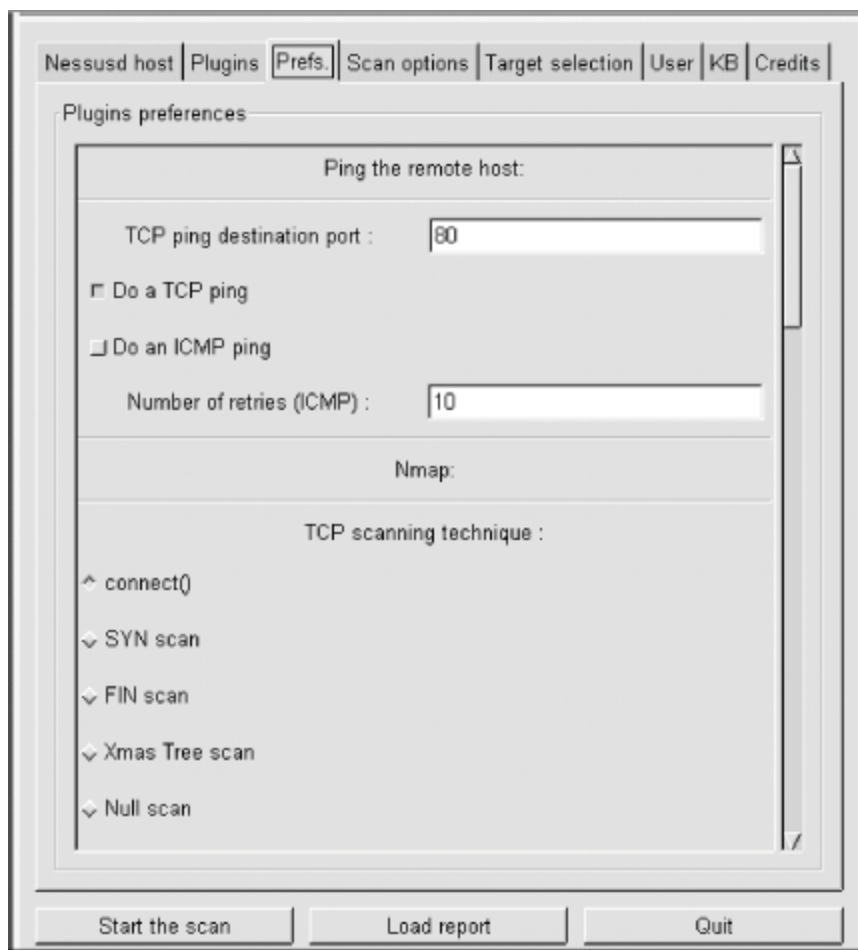 Nessusd host Plugins Prefs. Scan options Target selection User KB Credits
Plugins preferences
Ping the remote host:
TCP ping destination port : 80
Do a TCP ping
Do an ICMP ping
Number of retries (ICMP) : 10
Nmap:
TCP scanning technique :
connect()
SYN scan
FIN scan
Xmas Tree scan
Null scan
Start the scan Load report Quit